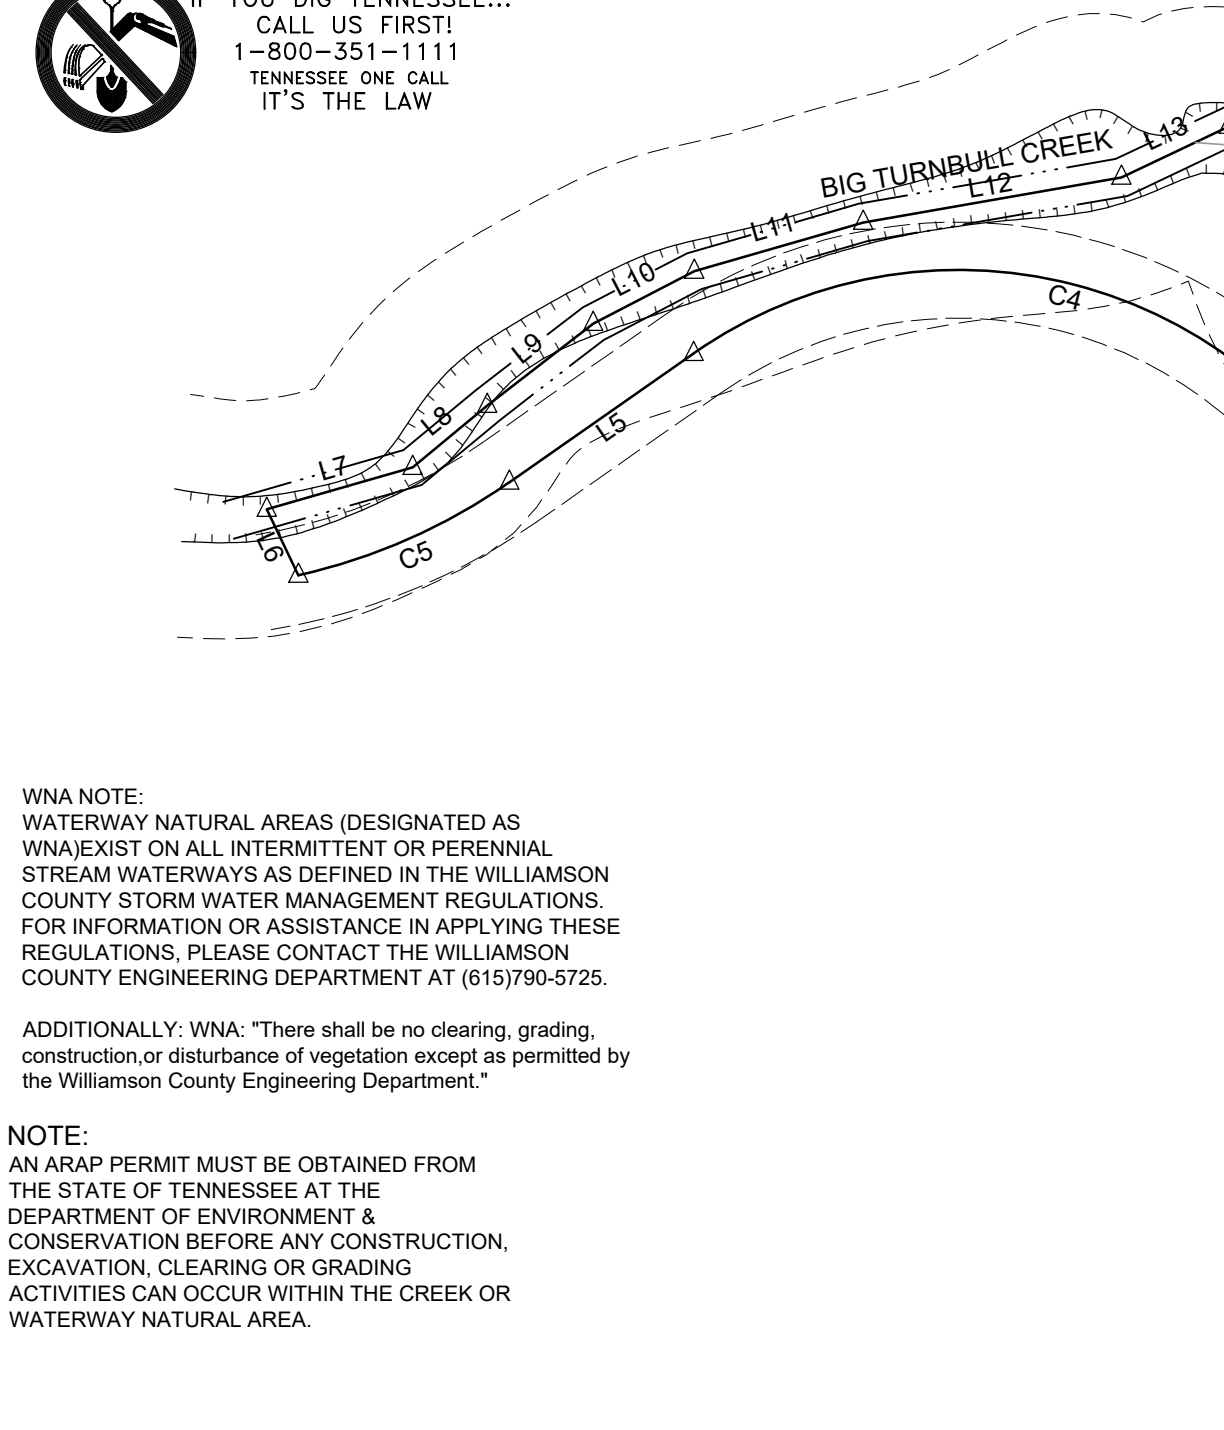 IF YOU DIG TENNESSEE...
CALL US FIRST!
1-800-351-1111
TENNESSEE ONE CALL
IT'S THE LAW
L13
BIG TURNBULL CREEK
L12
L11
L10
C4
L9
L8
L5
L7
L6
C5
WNA NOTE:
WATERWAY NATURAL AREAS (DESIGNATED AS
WNA)EXIST ON ALL INTERMITTENT OR PERENNIAL
STREAM WATERWAYS AS DEFINED IN THE WILLIAMSON
COUNTY STORM WATER MANAGEMENT REGULATIONS.
FOR INFORMATION OR ASSISTANCE IN APPLYING THESE
REGULATIONS, PLEASE CONTACT THE WILLIAMSON
COUNTY ENGINEERING DEPARTMENT AT (615)790-5725.
ADDITIONALLY: WNA: "There shall be no clearing, grading,
construction,or disturbance of vegetation except as permitted by
the Williamson County Engineering Department."
NOTE:
AN ARAP PERMIT MUST BE OBTAINED FROM
THE STATE OF TENNESSEE AT THE
DEPARTMENT OF ENVIRONMENT &
CONSERVATION BEFORE ANY CONSTRUCTION,
EXCAVATION, CLEARING OR GRADING
ACTIVITIES CAN OCCUR WITHIN THE CREEK OR
WATERWAY NATURAL AREA.